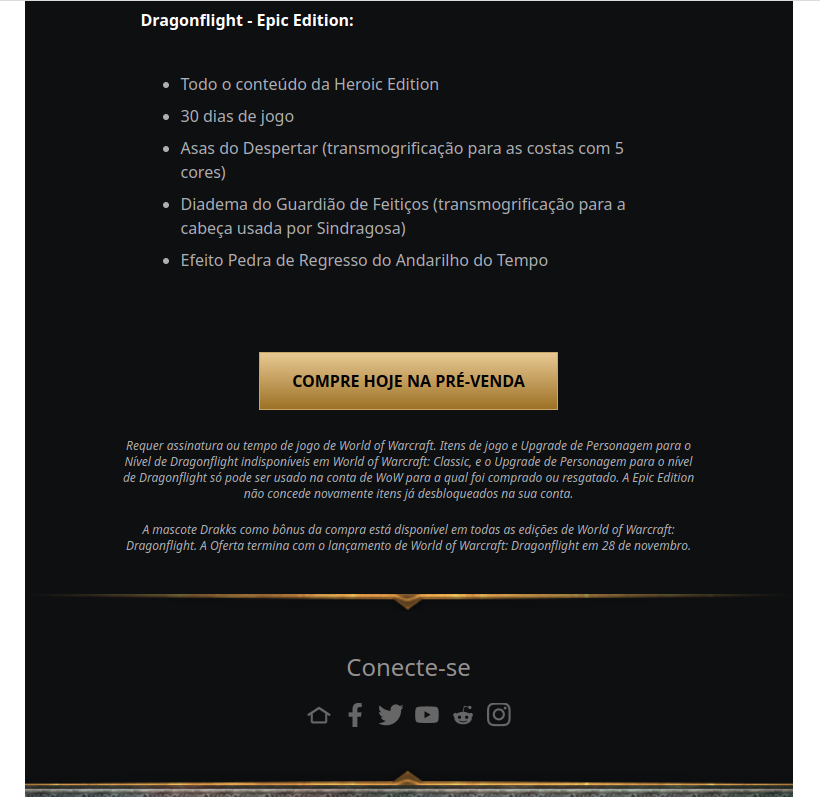 Dragonflight - Epic Edition:
Todo o conteúdo da Heroic Edition
30 dias de jogo
Asas do Despertar (transmogrificação para as costas com 5
cores)
Diadema do Guardião de Feitiços (transmogrificação para a
cabeça usada por Sindragosa)
Efeito Pedra de Regresso do Andarilho do Tempo
COMPRE HOJE NA PRÉ-VENDA
Requer assinatura ou tempo de jogo de World of Warcraft. Itens de jogo e Upgrade de Personagem para o
Nível de Dragonflight indisponíveis em World of Warcraft: Classic, e o Upgrade de Personagem para o nível
de Dragonflight só pode ser usado na conta de WoW para a qual foi comprado ou resgatado. A Epic Edition
não concede novamente itens já desbloqueados na sua conta.
A mascote Drakks como bônus da compra está disponível em todas as edições de World of Warcraft:
Dragonflight. A Oferta termina com o lançamento de World of Warcraft: Dragonflight em 28 de novembro.
Conecte-se